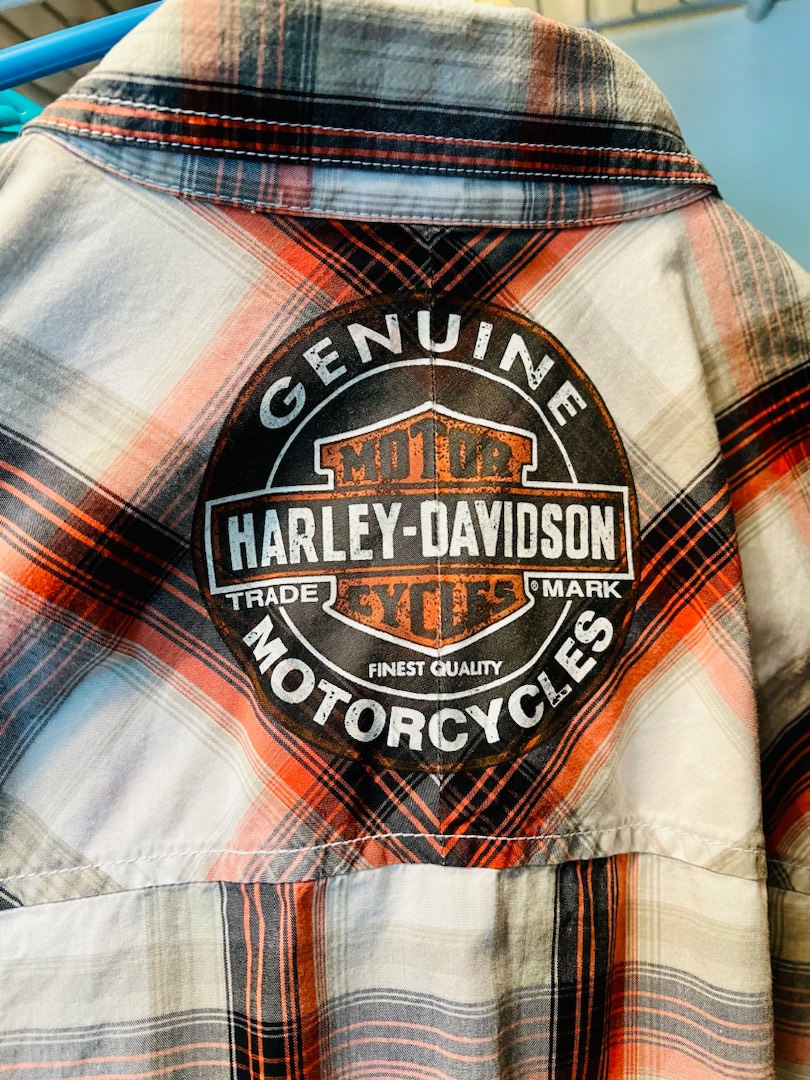 GENUINE
MOTOR
HARLEY-DAVIDSON
CYCLES
TRADE ® MARK
FINEST QUALITY
MOTORCYCLES